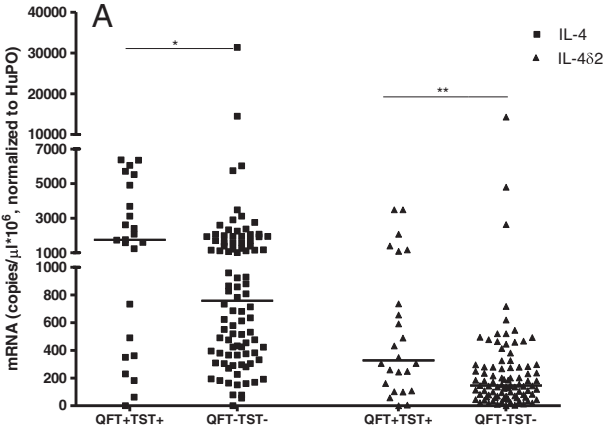 A
IL-4
IL-4δ2
mRNA (copies/µl*10⁶, normalized to HuPO)
40000
30000
20000
10000
7000
5000
3000
1000
1000
800
600
400
200
0
*
**
QFT+TST+
QFT-TST-
QFT+TST+
QFT-TST-